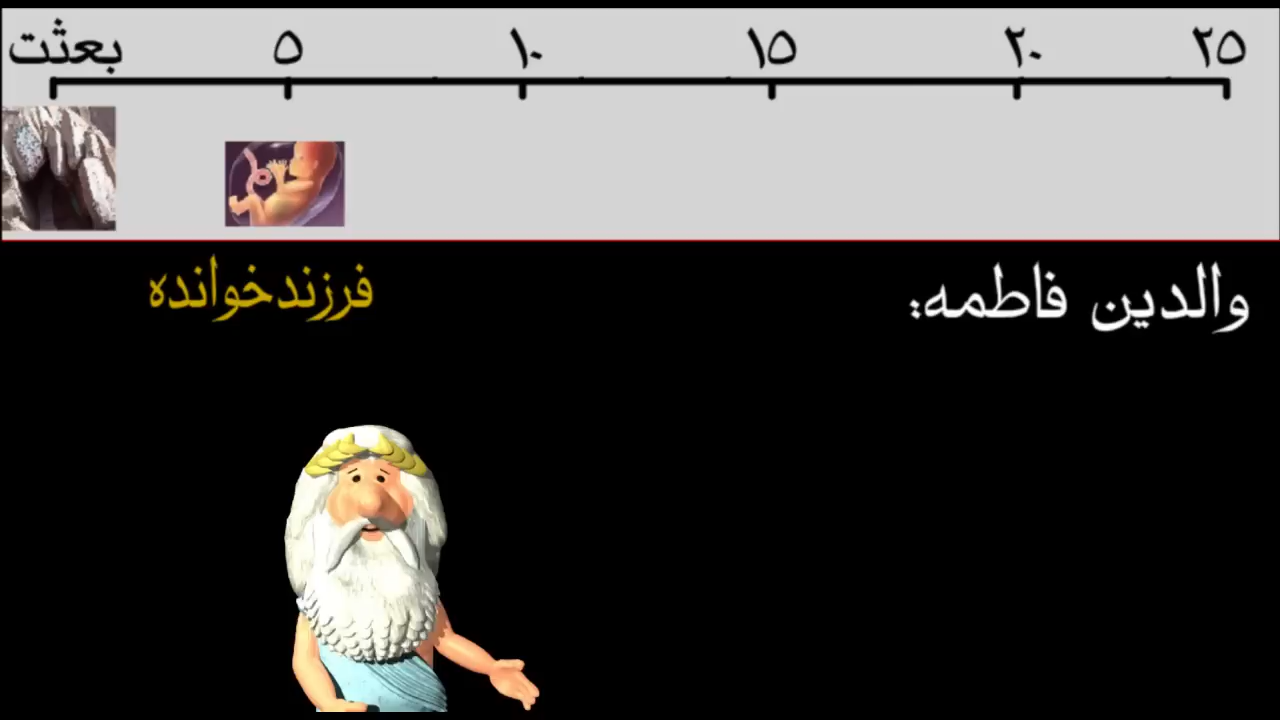 بعثت ۵ ۱۰ ۱۵ ۲۰ ۲۵
والدین فاطمه:
فرزندخوانده